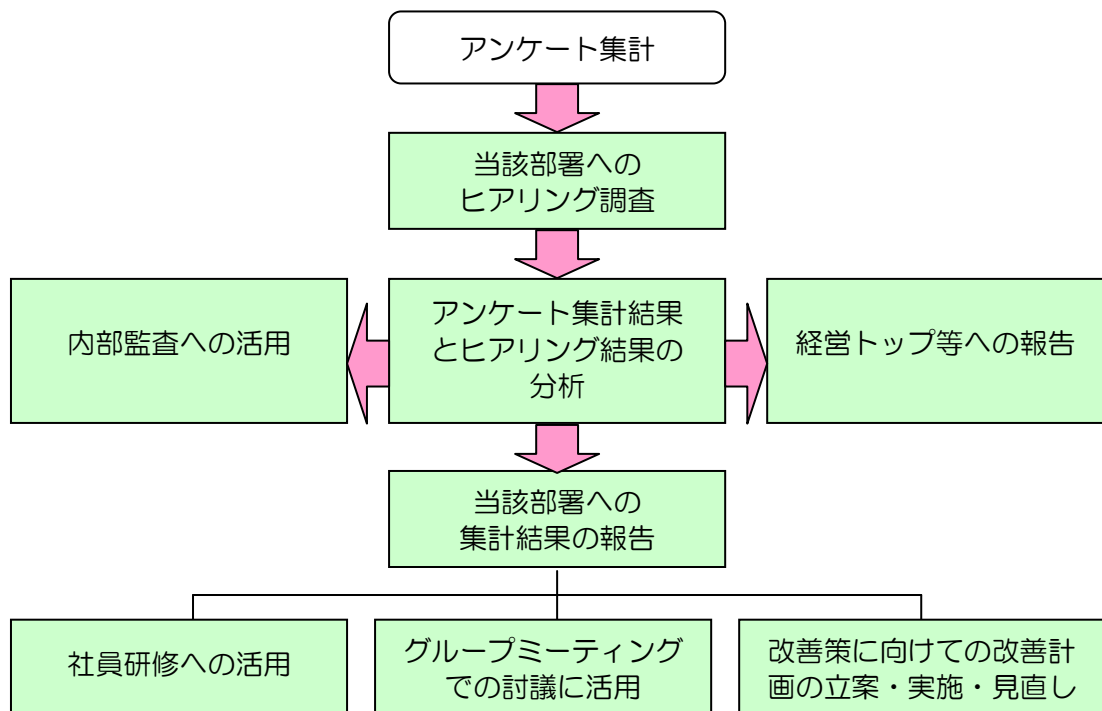 アンケート集計
当該部署への
ヒアリング調査
内部監査への活用
アンケート集計結果
とヒアリング結果の
分析
経営トップ等への報告
当該部署への
集計結果の報告
社員研修への活用
グループミーティング
での討議に活用
改善策に向けての改善計
画の立案・実施・見直し